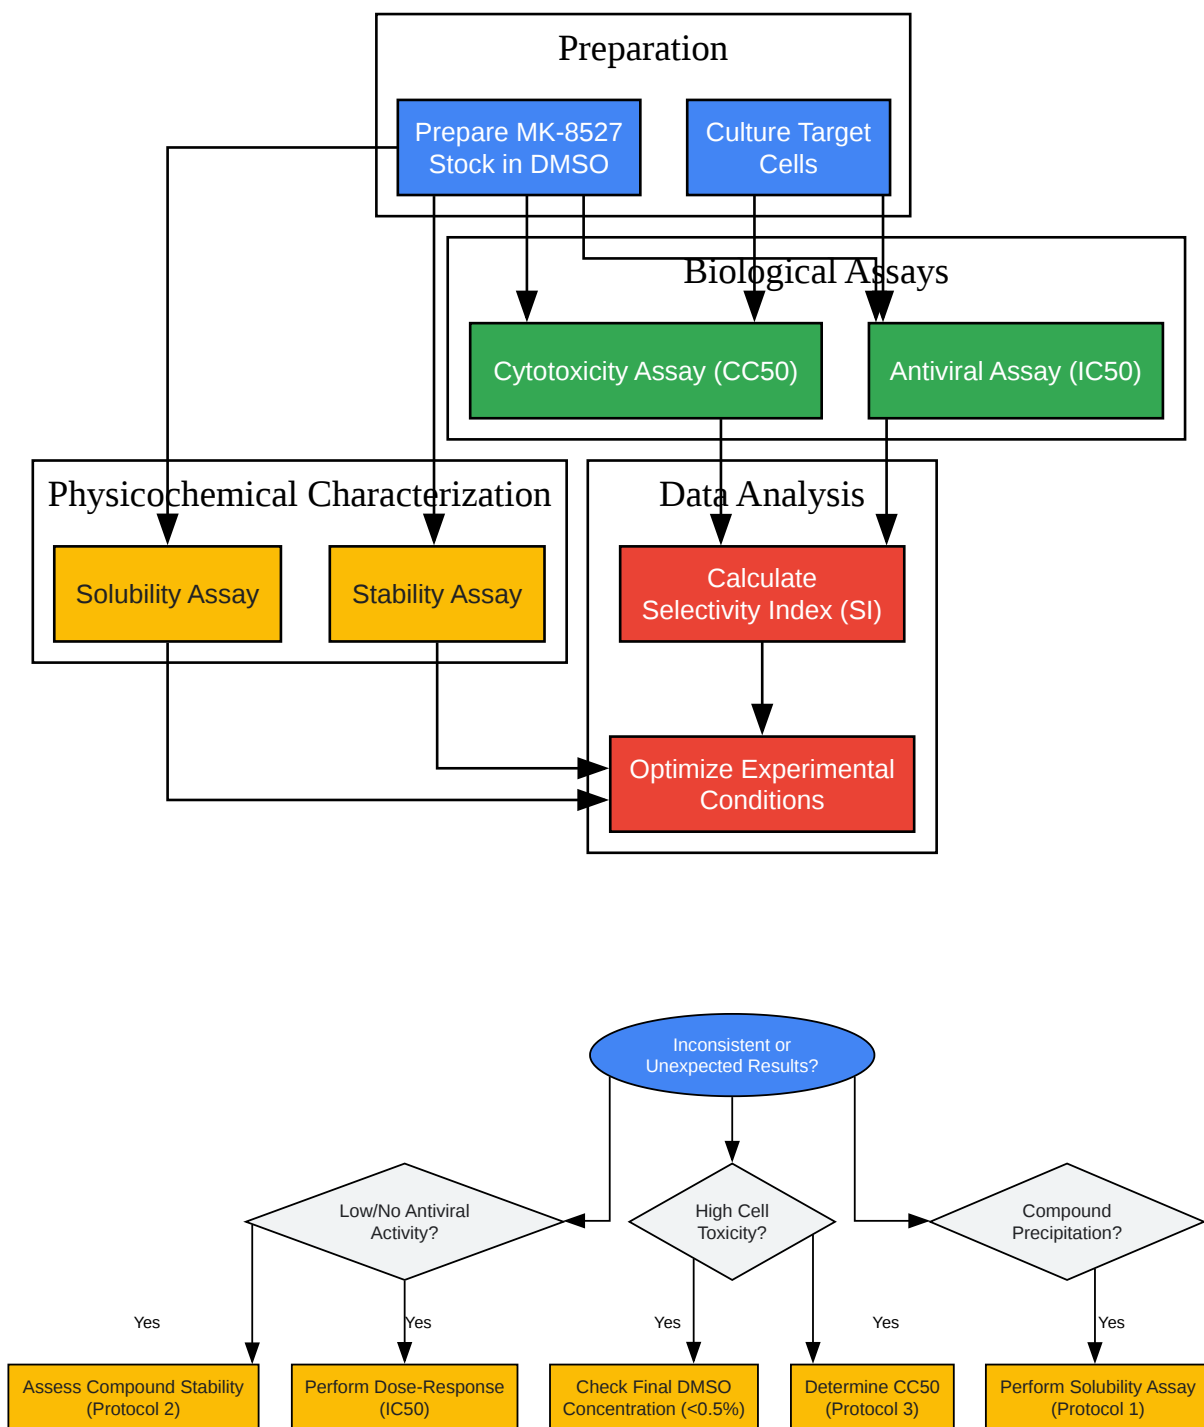 Preparation
Prepare MK-8527
Stock in DMSO
Culture Target
Cells
Biological Assays
Cytotoxicity Assay (CC50)
Antiviral Assay (IC50)
Physicochemical Characterization
Data Analysis
Solubility Assay
Stability Assay
Calculate
Selectivity Index (SI)
Optimize Experimental
Conditions
Inconsistent or
Unexpected Results?
Low/No Antiviral
Activity?
High Cell
Toxicity?
Compound
Precipitation?
Yes
Yes
Yes
Yes
Yes
Assess Compound Stability
(Protocol 2)
Perform Dose-Response
(IC50)
Check Final DMSO
Concentration (<0.5%)
Determine CC50
(Protocol 3)
Perform Solubility Assay
(Protocol 1)